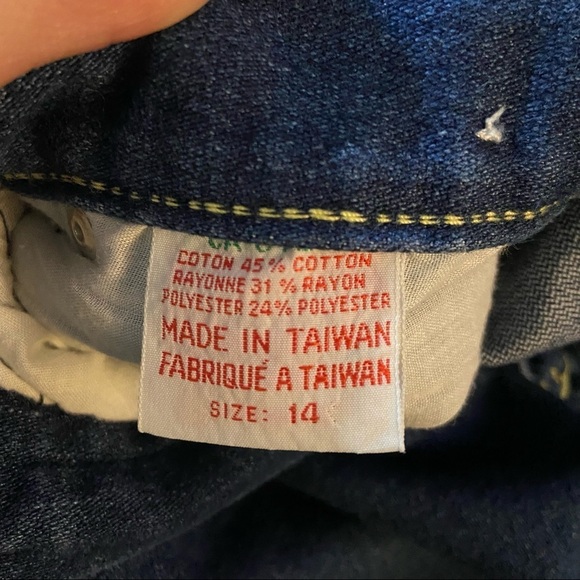 COTON 45% COTTON
RAYONNE 31% RAYON
POLYESTER 24% POLYESTER
MADE IN TAIWAN
FABRIQUÉ A TAIWAN
SIZE: 14